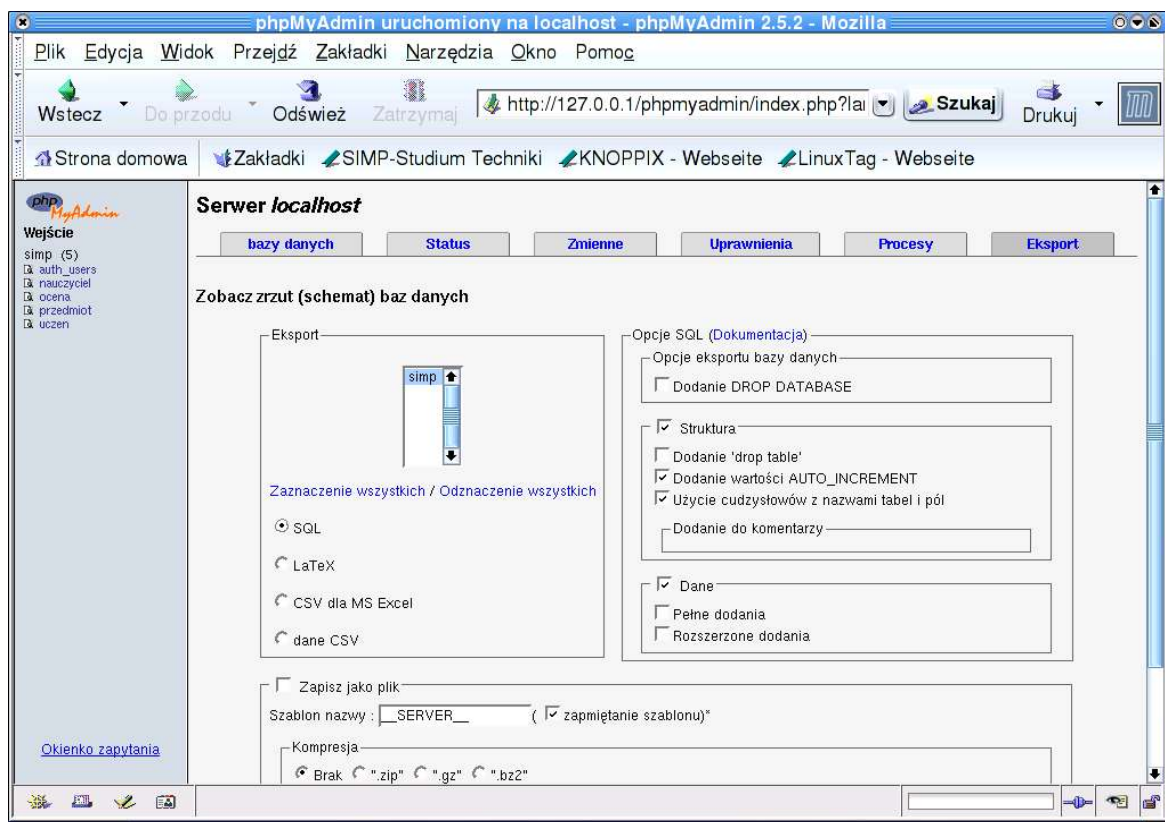 phpMyAdmin uruchomiony na localhost - phpMyAdmin 2.5.2 - Mozilla
Plik Edycja Widok Przejdź Zakładki Narzędzia Okno Pomoc
Wstecz Do przodu Odśwież Zatrzymaj http://127.0.0.1/phpmyadmin/index.php?lai Szukaj Drukuj
Strona domowa Zakładki SIMP-Studium Techniki KNOPPIX - Webseite LinuxTag - Webseite
php
MyAdmin
Wejście
simp (5)
auth_users
nauczyciel
ocena
przedmiot
uczen
Okienko zapytania
Serwer localhost
bazy danych Status Zmienne Uprawnienia Procesy Eksport
Zobacz zrzut (schemat) baz danych
Eksport
simp
Zaznaczenie wszystkich / Odznaczenie wszystkich
SQL
LaTeX
CSV dla MS Excel
dane CSV
Opcje SQL (Dokumentacja)
Opcje eksportu bazy danych
Dodanie DROP DATABASE
Struktura
Dodanie 'drop table'
Dodanie wartości AUTO_INCREMENT
Użycie cudzysłowów z nazwami tabel i pól
Dodanie do komentarzy
Dane
Pełne dodania
Rozszerzone dodania
Zapisz jako plik
Szablon nazwy : __SERVER__ ( zapmiętanie szablonu)*
Kompresja
Brak ".zip" ".gz" ".bz2"